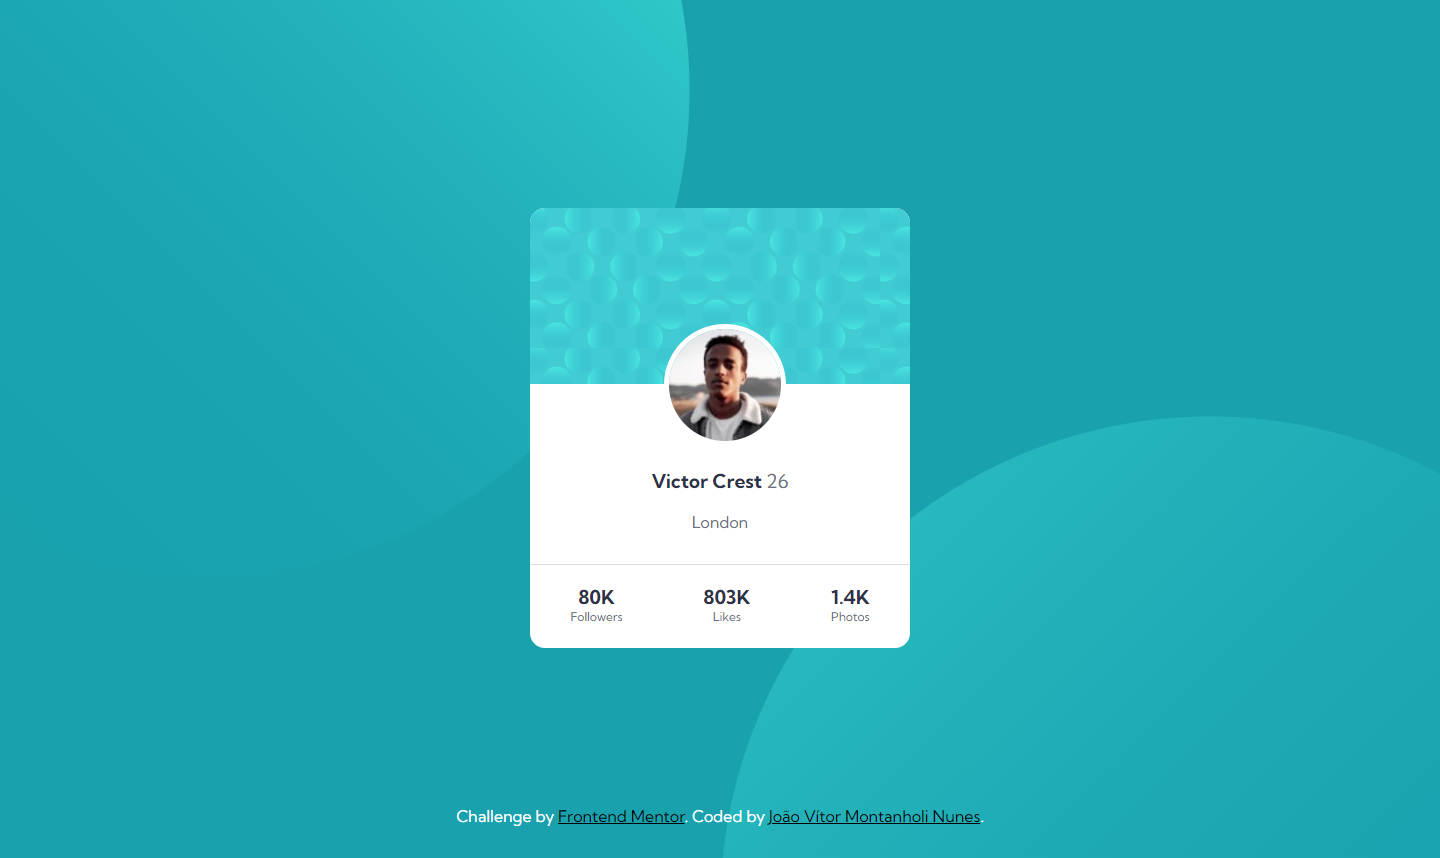 Victor Crest 26
London
80K 803K 1.4K
Followers Likes Photos
Challenge by Frontend Mentor. Coded by João Vítor Montanholi Nunes.